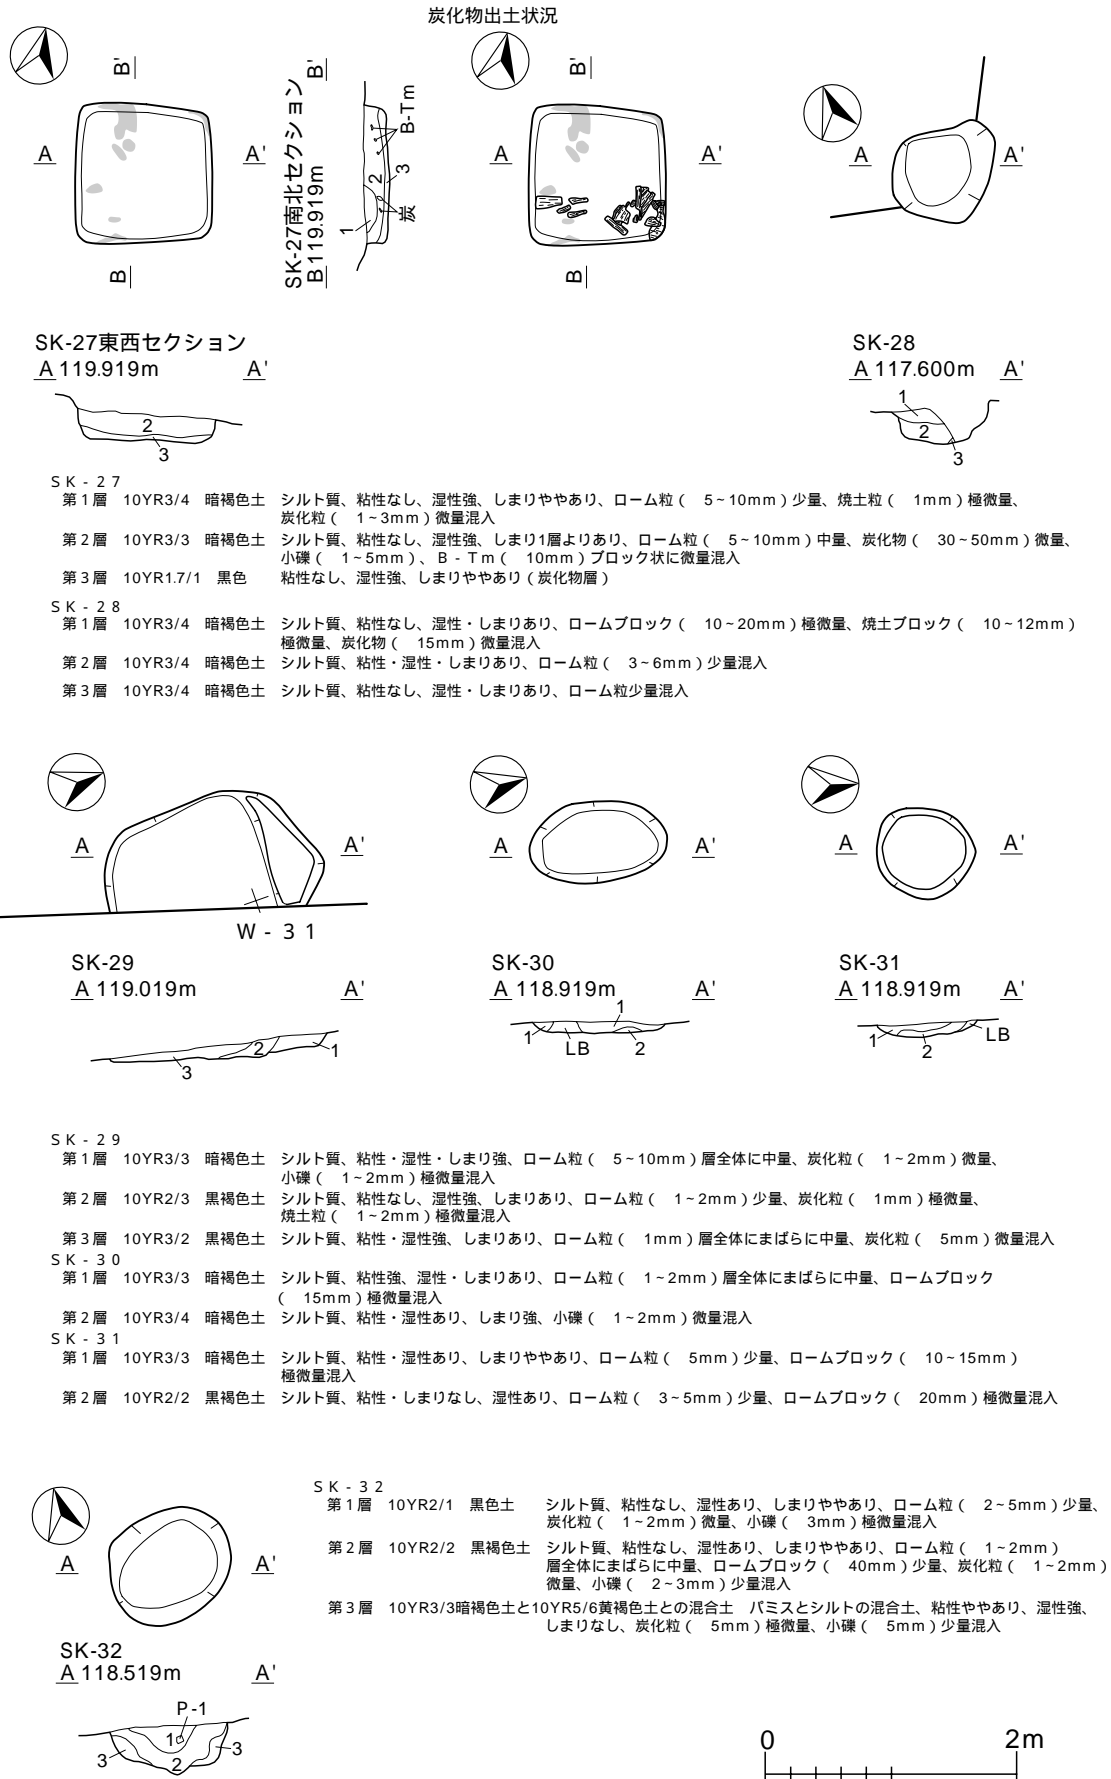 炭化物出土状況
B'
B'
B'
A
A'
SK-27南北セクション
B119.919m
B-Tm
3
2
炭
1
A
A'
A
A'
B
B
B
SK-27東西セクション
A 119.919m A'
2
3
SK-28
A 117.600m A'
1
2
3
SK-27
第1層 10YR3/4 暗褐色土 シルト質、粘性なし、湿性強、しまりややあり、ローム粒( 5~10mm)少量、焼土粒( 1mm)極微量、
炭化粒( 1~3mm)微量混入
第2層 10YR3/3 暗褐色土 シルト質、粘性なし、湿性強、しまり1層よりあり、ローム粒( 5~10mm)中量、炭化物( 30~50mm)微量、
小礫( 1~5mm)、B-Tm( 10mm)ブロック状に微量混入
第3層 10YR1.7/1 黒色 粘性なし、湿性強、しまりややあり(炭化物層)
SK-28
第1層 10YR3/4 暗褐色土 シルト質、粘性なし、湿性・しまりあり、ロームブロック( 10~20mm)極微量、焼土ブロック( 10~12mm)
極微量、炭化物( 15mm)微量混入
第2層 10YR3/4 暗褐色土 シルト質、粘性・湿性・しまりあり、ローム粒( 3~6mm)少量混入
第3層 10YR3/4 暗褐色土 シルト質、粘性なし、湿性・しまりあり、ローム粒少量混入
A
A'
A
A'
A
A'
W-31
SK-29
A 119.019m A'
1
2
3
SK-30
A 118.919m A'
1
1
LB
2
SK-31
A 118.919m A'
1
2
LB
SK-29
第1層 10YR3/3 暗褐色土 シルト質、粘性・湿性・しまり強、ローム粒( 5~10mm)層全体に中量、炭化粒( 1~2mm)微量、
小礫( 1~2mm)極微量混入
第2層 10YR2/3 黒褐色土 シルト質、粘性なし、湿性強、しまりあり、ローム粒( 1~2mm)少量、炭化粒( 1mm)極微量、
焼土粒( 1~2mm)極微量混入
第3層 10YR3/2 黒褐色土 シルト質、粘性・湿性強、しまりあり、ローム粒( 1mm)層全体にまばらに中量、炭化粒( 5mm)微量混入
SK-30
第1層 10YR3/3 暗褐色土 シルト質、粘性強、湿性・しまりあり、ローム粒( 1~2mm)層全体にまばらに中量、ロームブロック
( 15mm)極微量混入
第2層 10YR3/4 暗褐色土 シルト質、粘性・湿性あり、しまり強、小礫( 1~2mm)微量混入
SK-31
第1層 10YR3/3 暗褐色土 シルト質、粘性・湿性あり、しまりややあり、ローム粒( 5mm)少量、ロームブロック( 10~15mm)
極微量混入
第2層 10YR2/2 黒褐色土 シルト質、粘性・しまりなし、湿性あり、ローム粒( 3~5mm)少量、ロームブロック( 20mm)極微量混入
A
A'
SK-32
A 118.519m A'
P-1
1
2
3
3
SK-32
第1層 10YR2/1 黒色土 シルト質、粘性なし、湿性あり、しまりややあり、ローム粒( 2~5mm)少量、
炭化粒( 1~2mm)微量、小礫( 3mm)極微量混入
第2層 10YR2/2 黒褐色土 シルト質、粘性なし、湿性あり、しまりややあり、ローム粒( 1~2mm)
層全体にまばらに中量、ロームブロック( 40mm)少量、炭化粒( 1~2mm)
微量、小礫( 2~3mm)少量混入
第3層 10YR3/3暗褐色土と10YR5/6黄褐色土との混合土 パミスとシルトの混合土、粘性ややあり、湿性強、
しまりなし、炭化粒( 5mm)極微量、小礫( 5mm)少量混入
0 2m